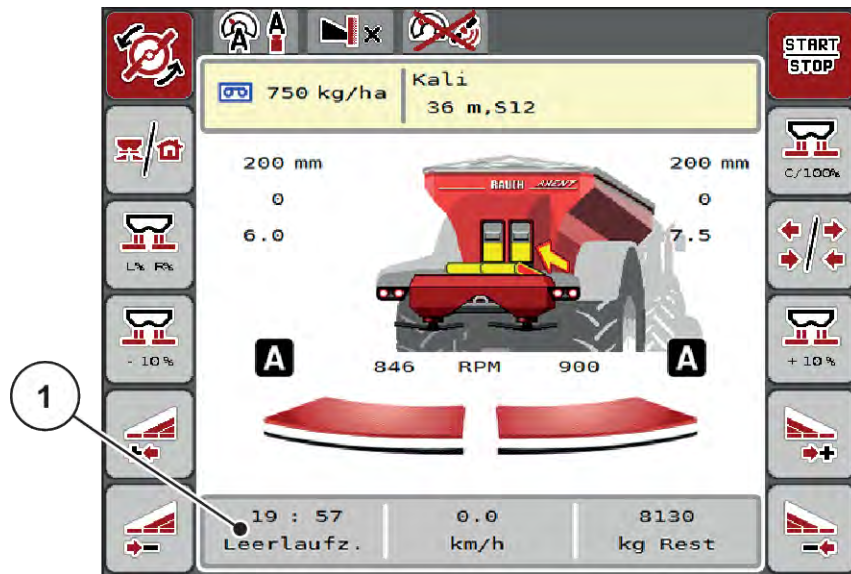 A A
START
STOP
750 kg/ha
Kali
36 m,S12
200 mm
200 mm
0
0
6.0
7.5
RAUCH AXENT
C/100%
L% R%
- 10 %
+ 10 %
A
846 RPM 900
A
1
19 : 57
Leerlaufz.
0.0
km/h
8130
kg Rest